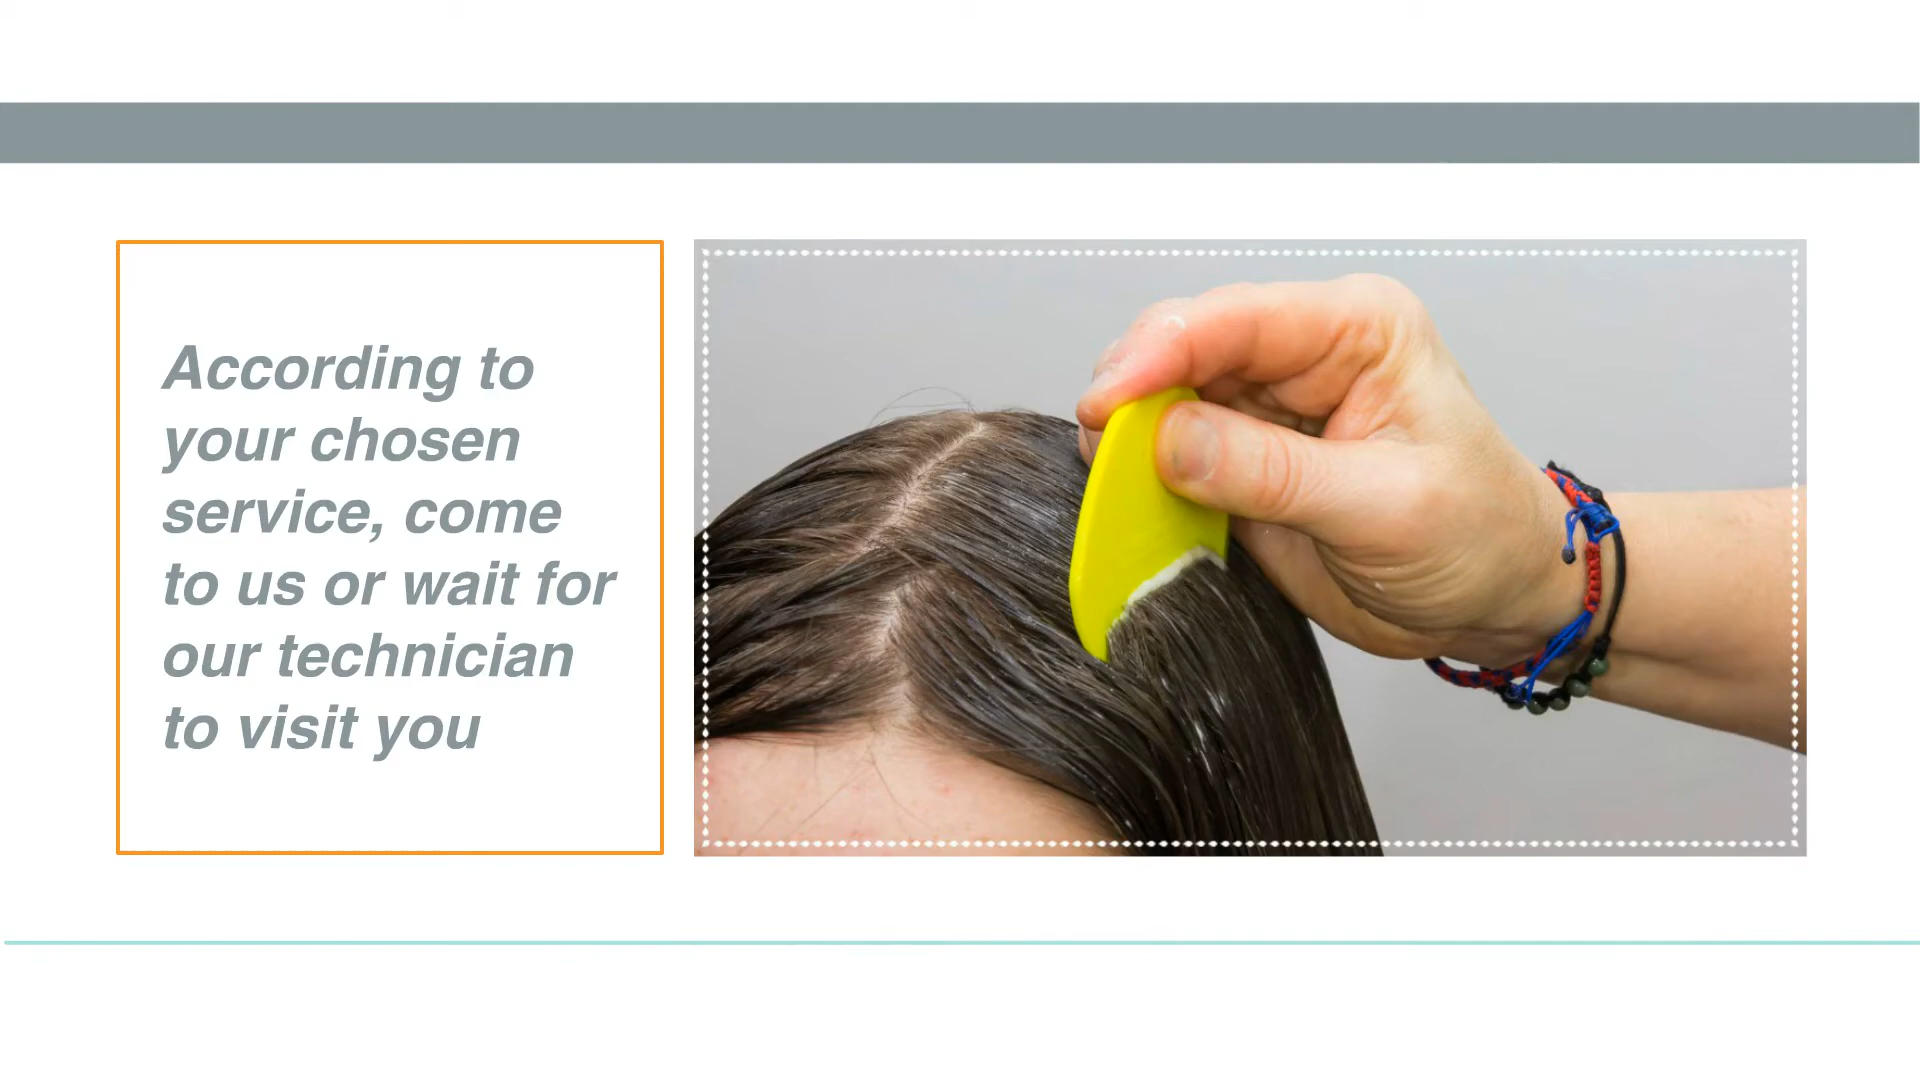 According to
your chosen
service, come
to us or wait for
our technician
to visit you